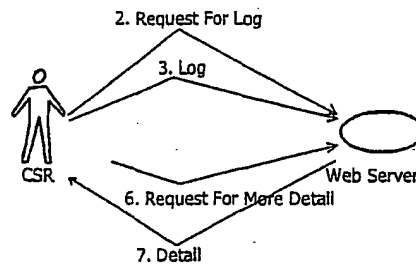 2. Request For Log
3. Log
CSR
Web Server
6. Request For More Detail
7. Detail